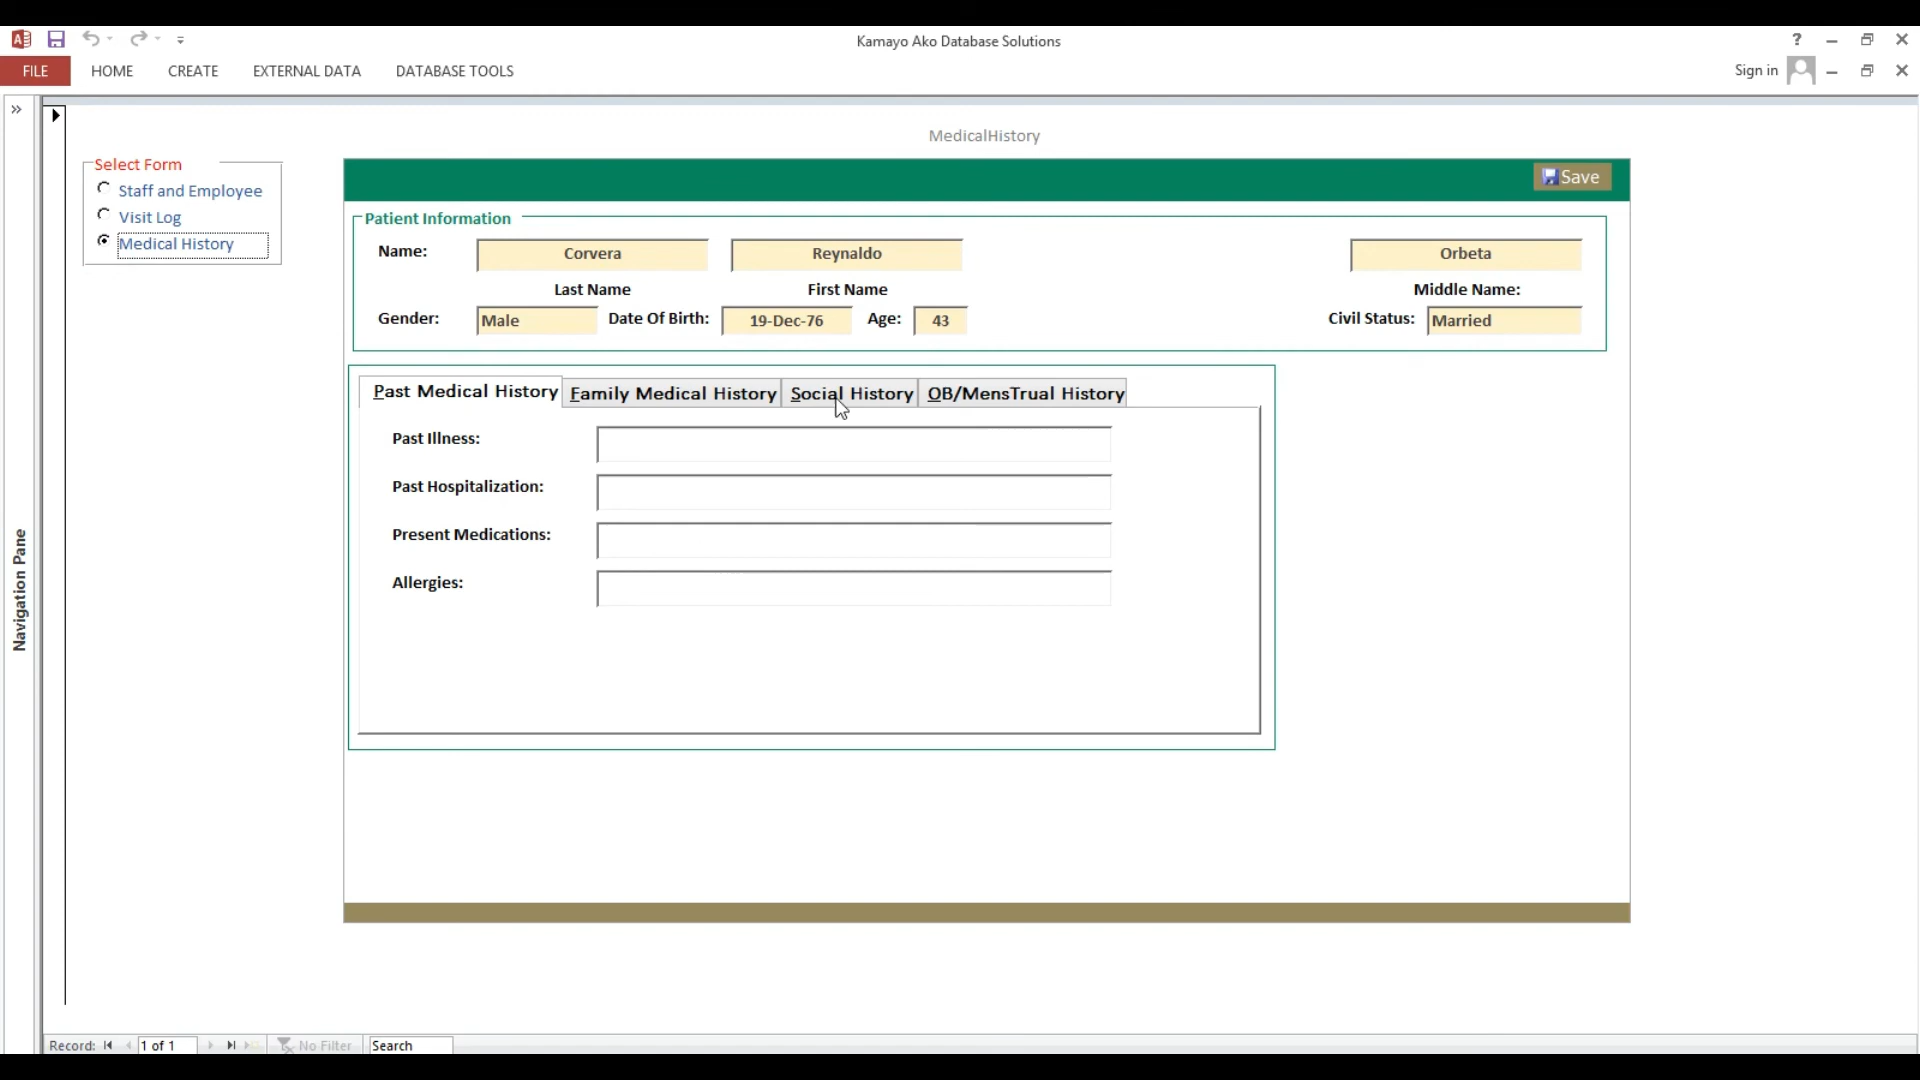 Kamayo Ako Database Solutions
?
FILE HOME CREATE EXTERNAL DATA DATABASE TOOLS Sign in
»
MedicalHistory
Select Form
Staff and Employee
Visit Log
Medical History
Save
Patient Information
Name: Corvera Reynaldo Orbeta
Last Name First Name Middle Name:
Gender: Male Date Of Birth: 19-Dec-76 Age: 43 Civil Status: Married
Past Medical History Family Medical History Social History OB/MensTrual History
Past Illness:
Past Hospitalization:
Present Medications:
Allergies:
Navigation Pane
Record: 1 of 1 No Filter Search